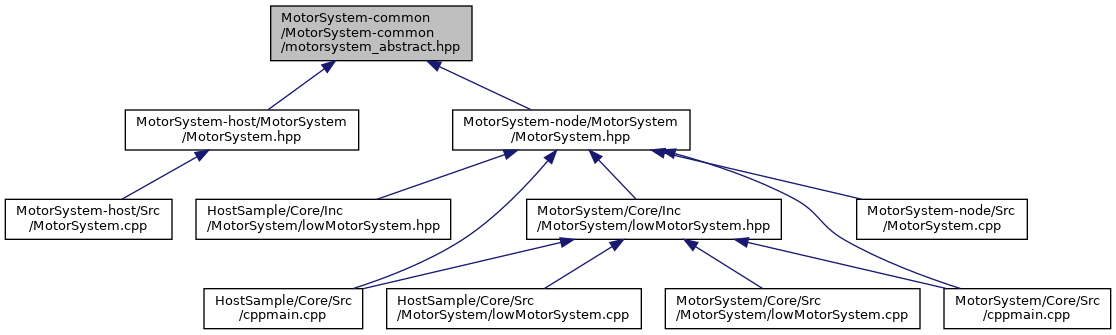 MotorSystem-common
/MotorSystem-common
/motorsystem_abstract.hpp
MotorSystem-host/MotorSystem
/MotorSystem.hpp
MotorSystem-node/MotorSystem
/MotorSystem.hpp
MotorSystem-host/Src
/MotorSystem.cpp
HostSample/Core/Inc
/MotorSystem/lowMotorSystem.hpp
MotorSystem/Core/Inc
/MotorSystem/lowMotorSystem.hpp
MotorSystem-node/Src
/MotorSystem.cpp
HostSample/Core/Src
/cppmain.cpp
HostSample/Core/Src
/MotorSystem/lowMotorSystem.cpp
MotorSystem/Core/Src
/MotorSystem/lowMotorSystem.cpp
MotorSystem/Core/Src
/cppmain.cpp